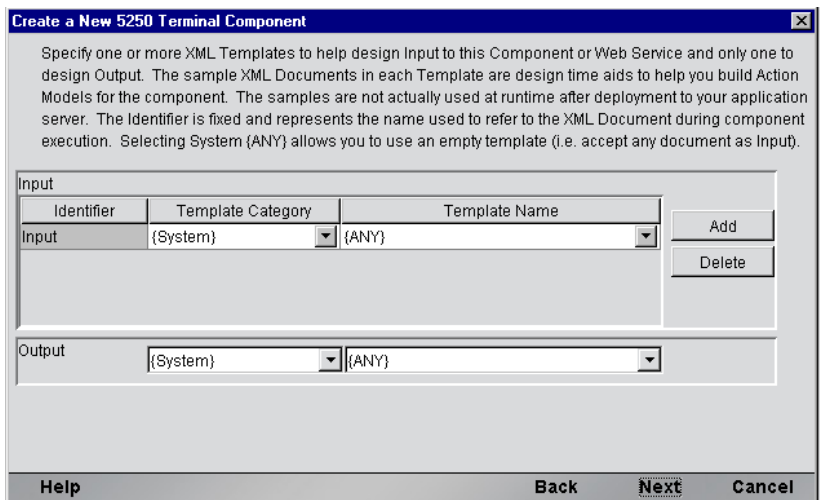 Create a New 5250 Terminal Component
Specify one or more XML Templates to help design Input to this Component or Web Service and only one to
design Output. The sample XML Documents in each Template are design time aids to help you build Action
Models for the component. The samples are not actually used at runtime after deployment to your application
server. The Identifier is fixed and represents the name used to refer to the XML Document during component
execution. Selecting System {ANY} allows you to use an empty template (i.e. accept any document as Input).
Input
Identifier Template Category Template Name
Input {System} {ANY}
Add
Delete
Output {System} {ANY}
Help Back Next Cancel